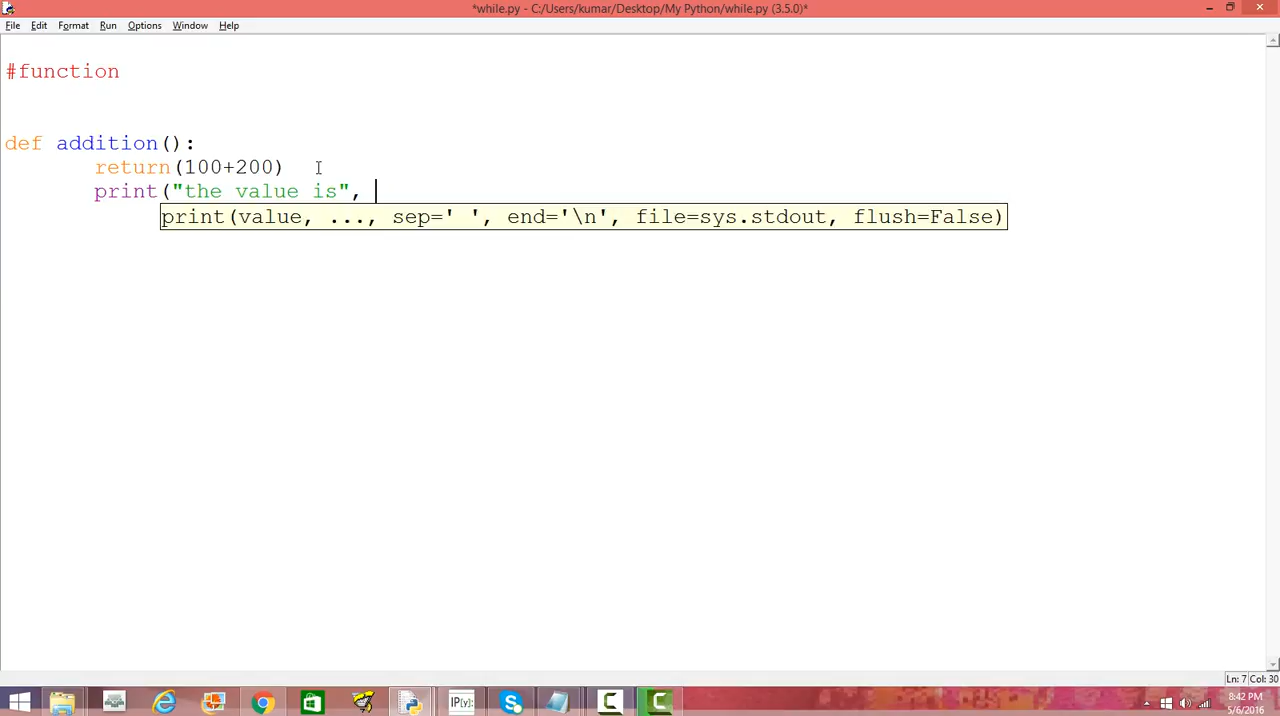 *while.py - C:/Users/kumar/Desktop/My Python/while.py (3.5.0)*
File Edit Format Run Options Window Help
#function
def addition():
return(100+200)
print("the value is",
print(value, ..., sep=' ', end='\n', file=sys.stdout, flush=False)
Ln: 7 Col: 30
IP[y]:
8:42 PM
5/6/2016